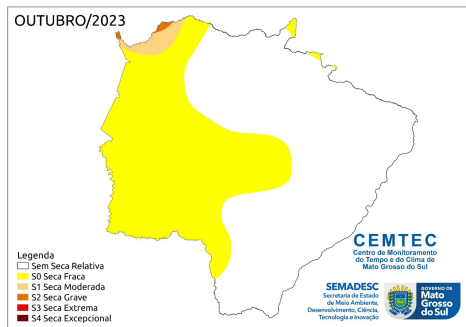 OUTUBRO/2023
Legenda
Sem Seca Relativa
S0 Seca Fraca
S1 Seca Moderada
S2 Seca Grave
S3 Seca Extrema
S4 Seca Excepcional
CEMTEC
Centro de Monitoramento
do Tempo e do Clima de
Mato Grosso do Sul
SEMADESC
Secretaria de Estado
de Meio Ambiente,
Desenvolvimento, Ciência,
Tecnologia e Inovação
GOVERNO DE
Mato
Grosso
do Sul